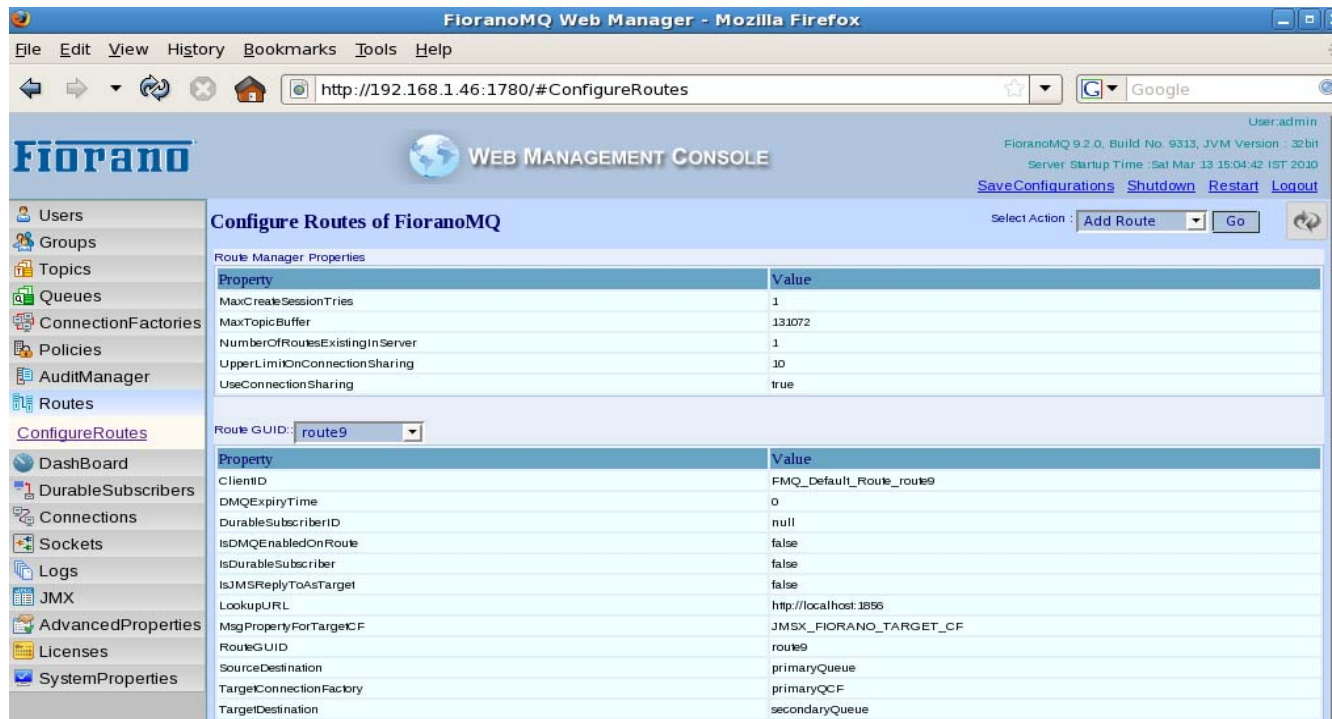 FioranoMQ Web Manager - Mozilla Firefox
File Edit View History Bookmarks Tools Help
http://192.168.1.46:1780/#ConfigureRoutes
G Google
Fiorano
WEB MANAGEMENT CONSOLE
User:admin
FioranoMQ 9.2.0, Build No. 9313, JVM Version : 32bit
Server Startup Time :Sat Mar 13 15:04:42 IST 2010
SaveConfigurations Shutdown Restart Logout
Users
Groups
Topics
Queues
ConnectionFactories
Policies
AuditManager
Routes
ConfigureRoutes
DashBoard
DurableSubscribers
Connections
Sockets
Logs
JMX
AdvancedProperties
Licenses
SystemProperties
Configure Routes of FioranoMQ
Select Action : Add Route Go
Route Manager Properties
Property Value
MaxCreateSessionTries 1
MaxTopicBuffer 131072
NumberOfRoutesExistingInServer 1
UpperLimitOnConnectionSharing 10
UseConnectionSharing true
Route GUID:: route9
Property Value
ClientID FMQ_Default_Route_route9
DMQExpiryTime 0
DurableSubscriberID null
IsDMQEnabledOnRoute false
IsDurableSubscriber false
IsJMSReplyToAsTarget false
LookupURL http://localhost:1856
MsgPropertyForTargetCF JMSX_FIORANO_TARGET_CF
RouteGUID route9
SourceDestination primaryQueue
TargetConnectionFactory primaryQCF
TargetDestination secondaryQueue